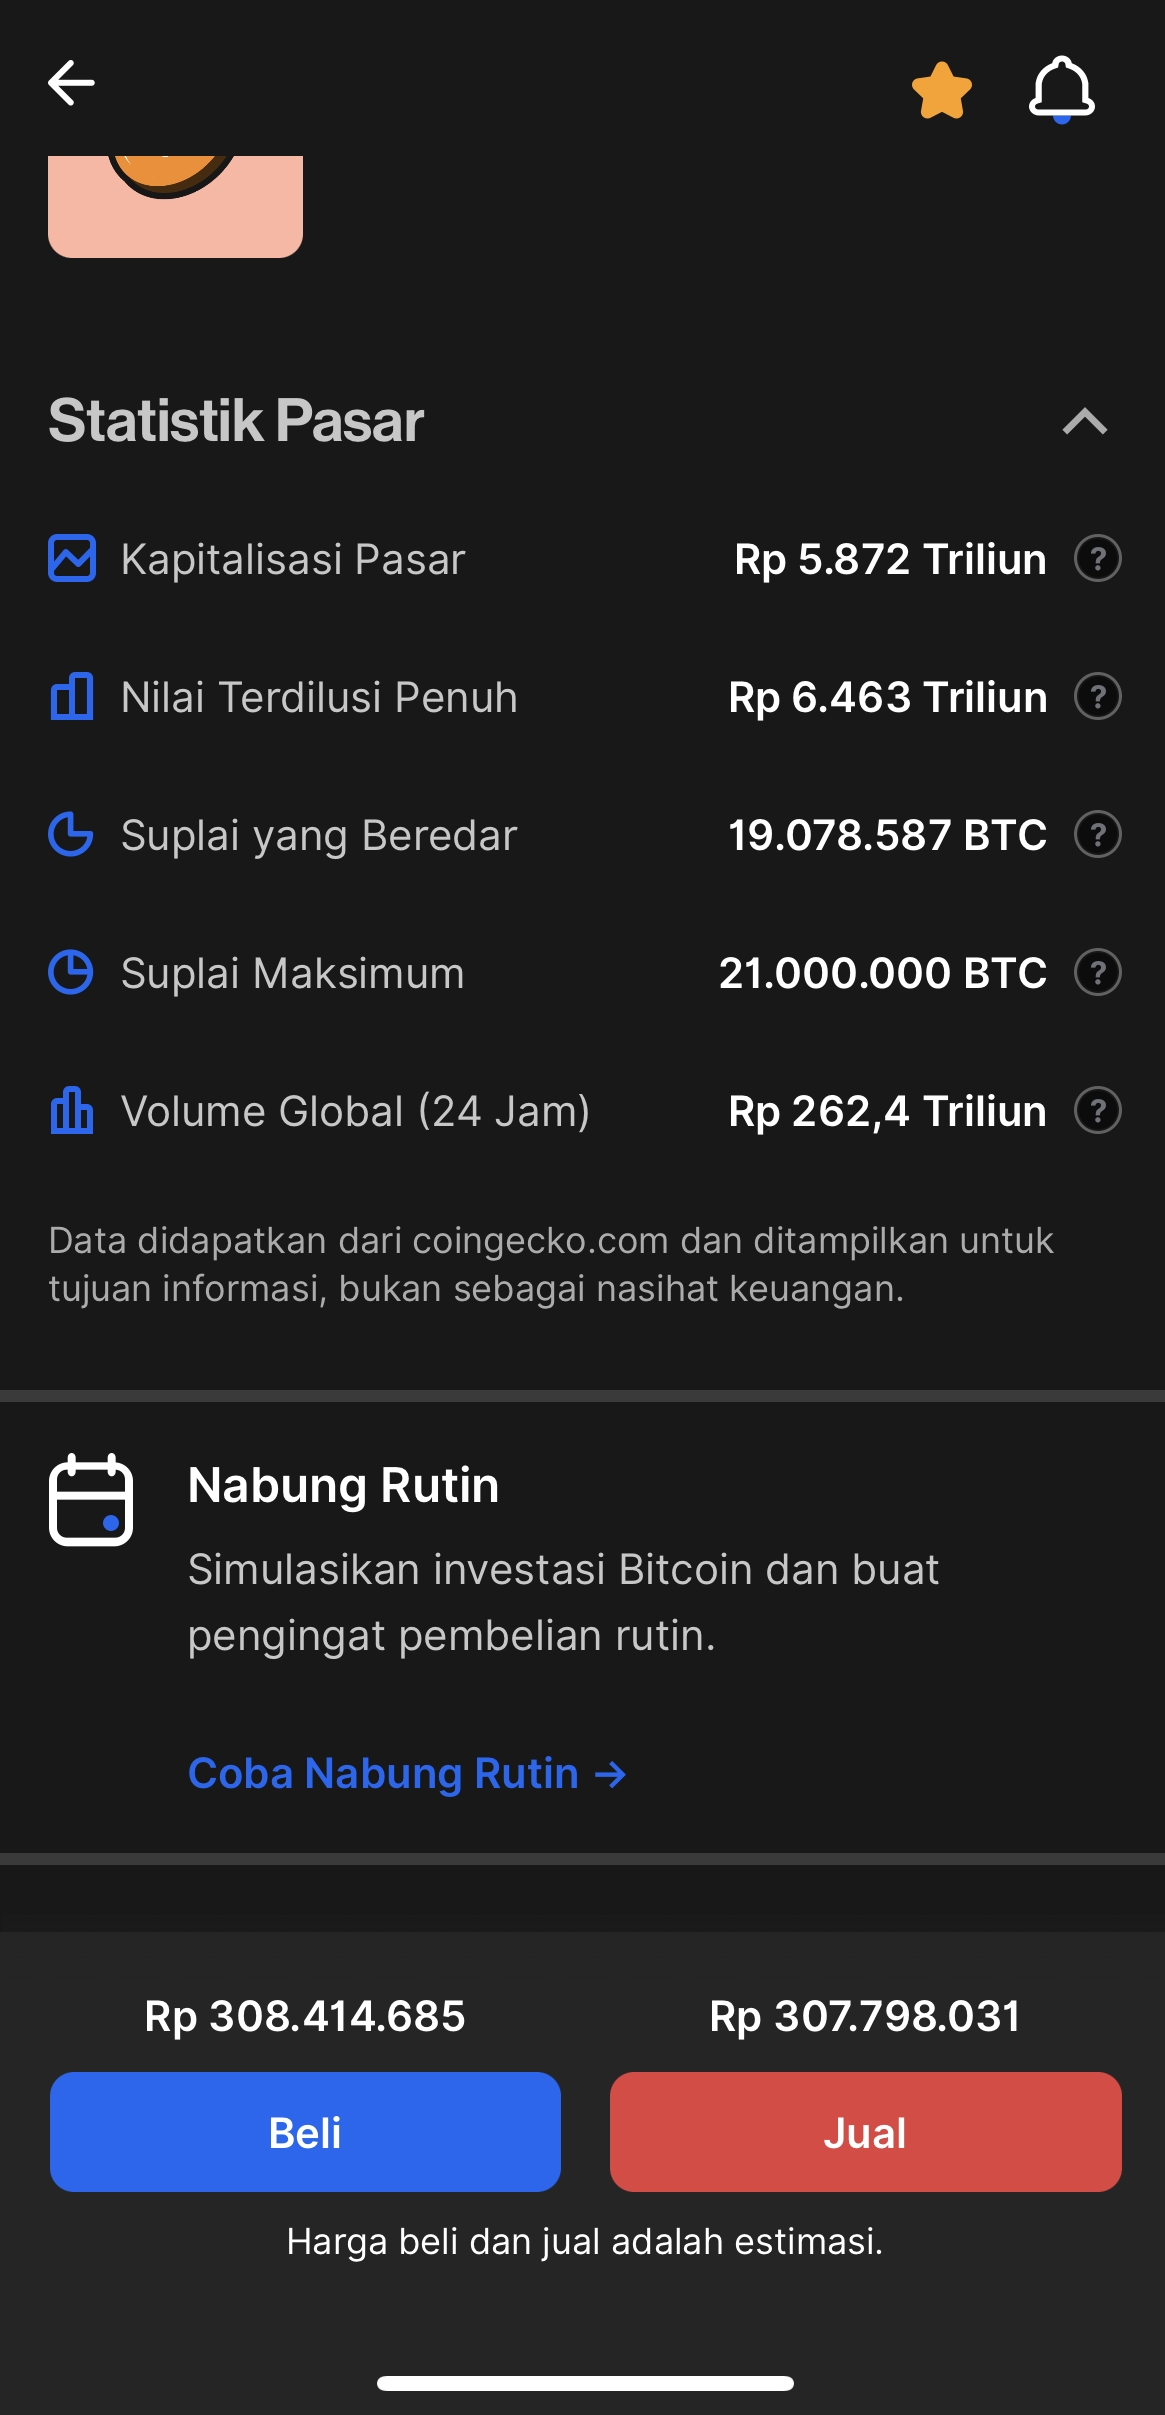 Statistik Pasar
Kapitalisasi Pasar Rp 5.872 Triliun ?
Nilai Terdilusi Penuh Rp 6.463 Triliun ?
Suplai yang Beredar 19.078.587 BTC ?
Suplai Maksimum 21.000.000 BTC ?
Volume Global (24 Jam) Rp 262,4 Triliun ?
Data didapatkan dari coingecko.com dan ditampilkan untuk
tujuan informasi, bukan sebagai nasihat keuangan.
Nabung Rutin
Simulasikan investasi Bitcoin dan buat
pengingat pembelian rutin.
Coba Nabung Rutin →
Rp 308.414.685 Rp 307.798.031
Beli Jual
Harga beli dan jual adalah estimasi.